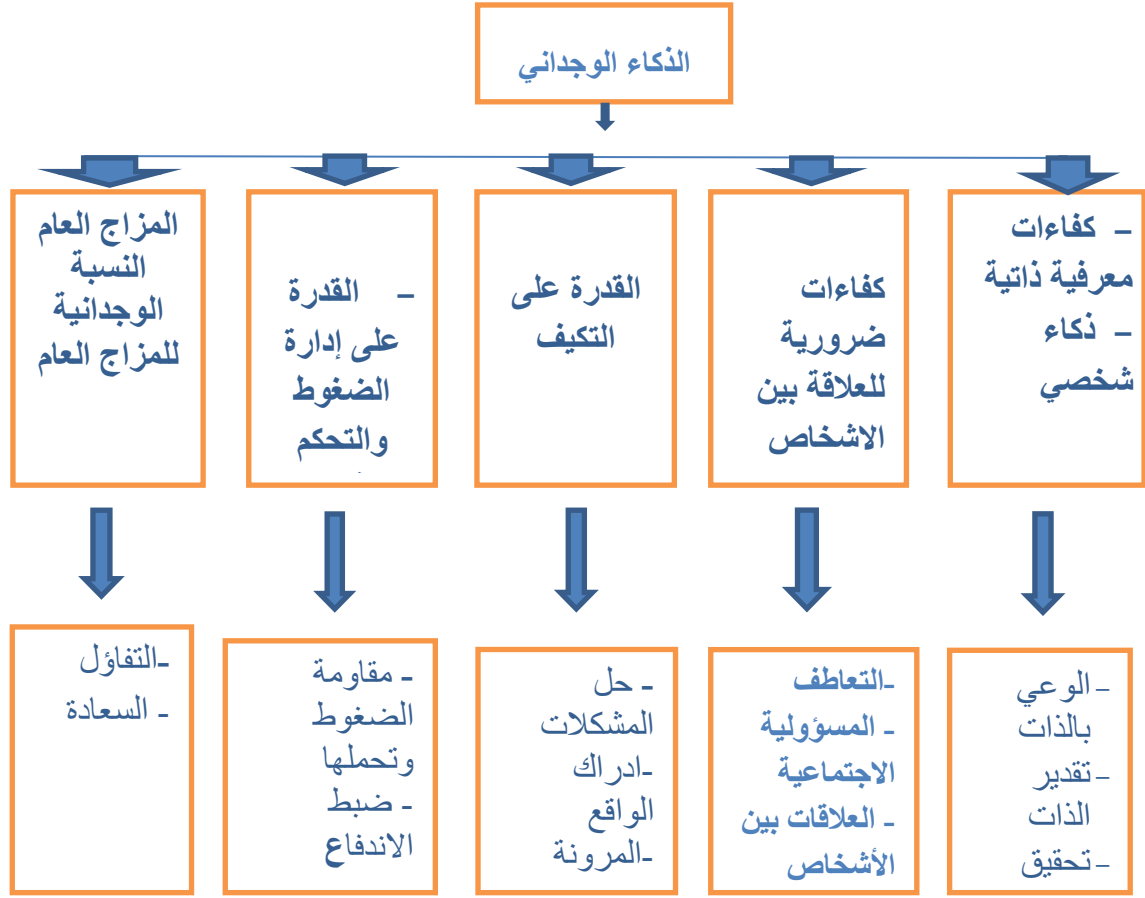 الذكاء الوجداني
– كفاءات
معرفية ذاتية
– ذكاء
شخصي
كفاءات
ضرورية
للعلاقة بين
الاشخاص
القدرة على
التكيف
– القدرة
على إدارة
الضغوط
والتحكم
المزاج العام
النسبة
الوجدانية
للمزاج العام
– الوعي
بالذات
– تقدير
الذات
– تحقيق
-التعاطف
- المسؤولية
الاجتماعية
- العلاقات بين
الأشخاص
- حل
المشكلات
-ادراك
الواقع
-المرونة
- مقاومة
الضغوط
وتحملها
- ضبط
الاندفاع
-التفاؤل
- السعادة